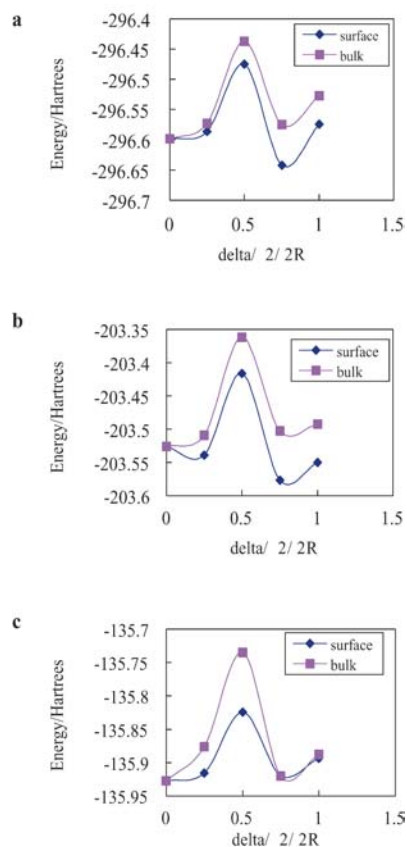 a
Energy/Hartrees
-296.4
-296.45
-296.5
-296.55
-296.6
-296.65
-296.7
surface
bulk
0 0.5 1 1.5
delta/ 2/ 2R
b
Energy/Hartrees
-203.35
-203.4
-203.45
-203.5
-203.55
-203.6
surface
bulk
0 0.5 1 1.5
delta/ 2/ 2R
c
Energy/Hartrees
-135.7
-135.75
-135.8
-135.85
-135.9
-135.95
surface
bulk
0 0.5 1 1.5
delta/ 2/ 2R